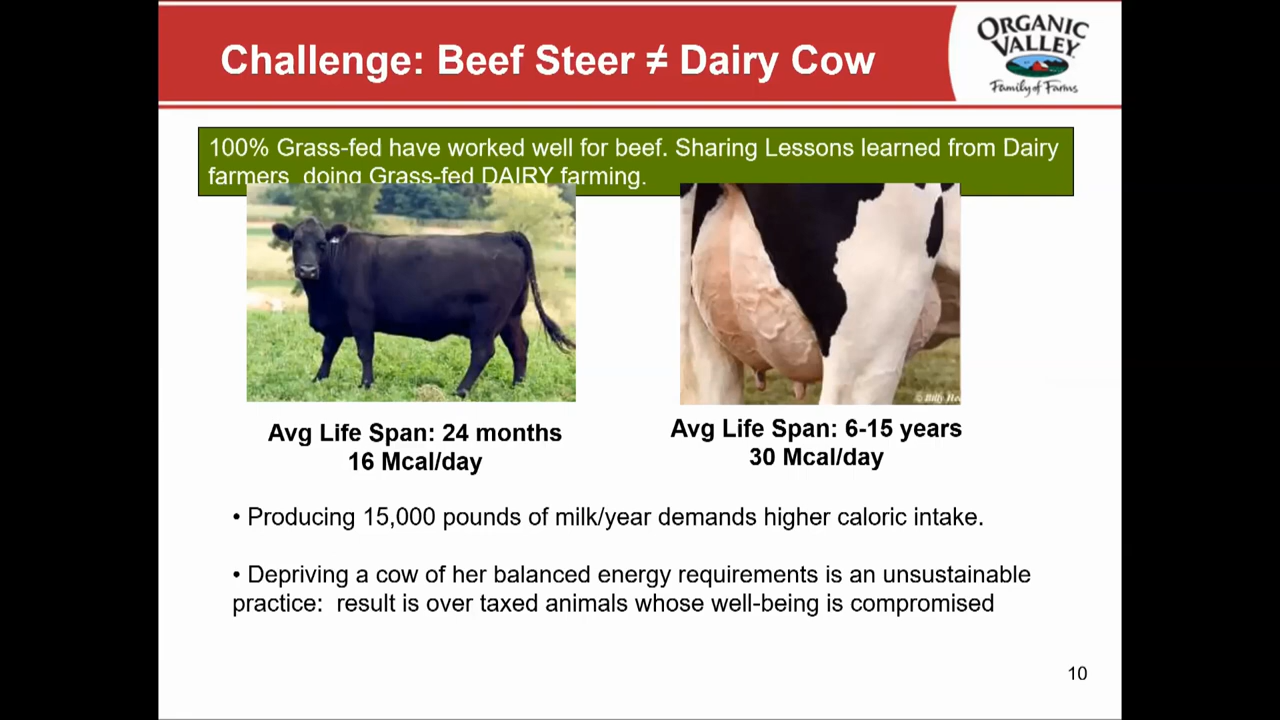 Challenge: Beef Steer ≠ Dairy Cow
ORGANIC
VALLEY
Family of Farms
100% Grass-fed have worked well for beef. Sharing Lessons learned from Dairy
farmers doing Grass-fed DAIRY farming.
© Billy
Avg Life Span: 24 months
16 Mcal/day
Avg Life Span: 6-15 years
30 Mcal/day
• Producing 15,000 pounds of milk/year demands higher caloric intake.
• Depriving a cow of her balanced energy requirements is an unsustainable
practice: result is over taxed animals whose well-being is compromised
10